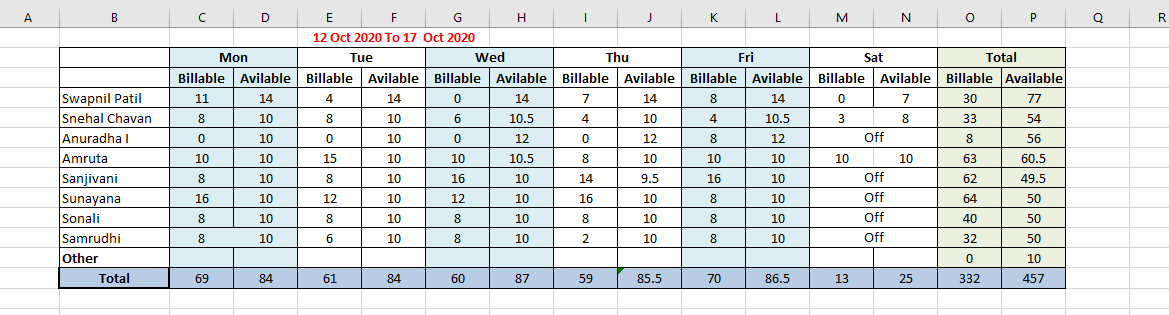 A B C D E F G H I J K L M N O P Q R
12 Oct 2020 To 17 Oct 2020
Mon Tue Wed Thu Fri Sat Total
Billable Avilable Billable Avilable Billable Avilable Billable Avilable Billable Avilable Billable Avilable Billable Available
Swapnil Patil 11 14 4 14 0 14 7 14 8 14 0 7 30 77
Snehal Chavan 8 10 8 10 6 10.5 4 10 4 10.5 3 8 33 54
Anuradha I 0 10 0 10 0 12 0 12 8 12 Off 8 56
Amruta 10 10 15 10 10 10.5 8 10 10 10 10 10 63 60.5
Sanjivani 8 10 8 10 16 10 14 9.5 16 10 Off 62 49.5
Sunayana 16 10 12 10 12 10 16 10 8 10 Off 64 50
Sonali 8 10 8 10 8 10 8 10 8 10 Off 40 50
Samrudhi 8 10 6 10 8 10 2 10 8 10 Off 32 50
Other 0 10
Total 69 84 61 84 60 87 59 85.5 70 86.5 13 25 332 457